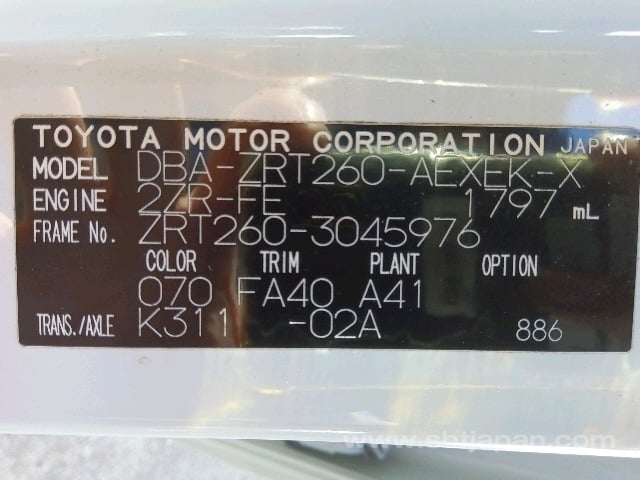 TOYOTA MOTOR CORPORATION JAPAN
MODEL DBA-ZRT260-AEXEK-X
ENGINE 2ZR-FE 1797 mL
FRAME No. ZRT260-3045976
COLOR TRIM PLANT OPTION
070 FA40 A41
TRANS./AXLE K311 -02A 886
www.sbtjapan.com